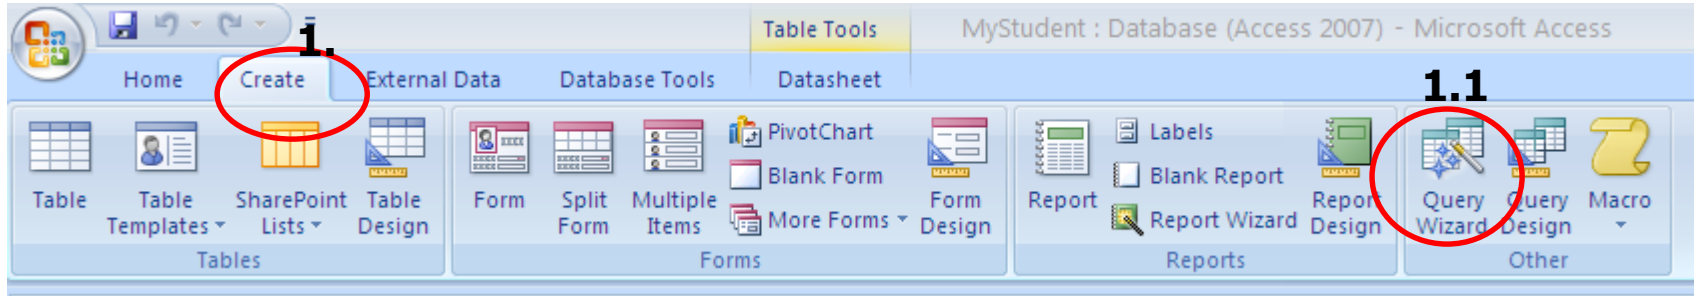 Table Tools MyStudent : Database (Access 2007) - Microsoft Access
1.
Home Create External Data Database Tools Datasheet
1.1
Table
Table Templates
SharePoint Lists
Table Design
Tables
Form
Split Form
Multiple Items
PivotChart
Blank Form
More Forms
Form Design
Forms
Report
Labels
Blank Report
Report Wizard
Report Design
Reports
Query Wizard
Query Design
Macro
Other